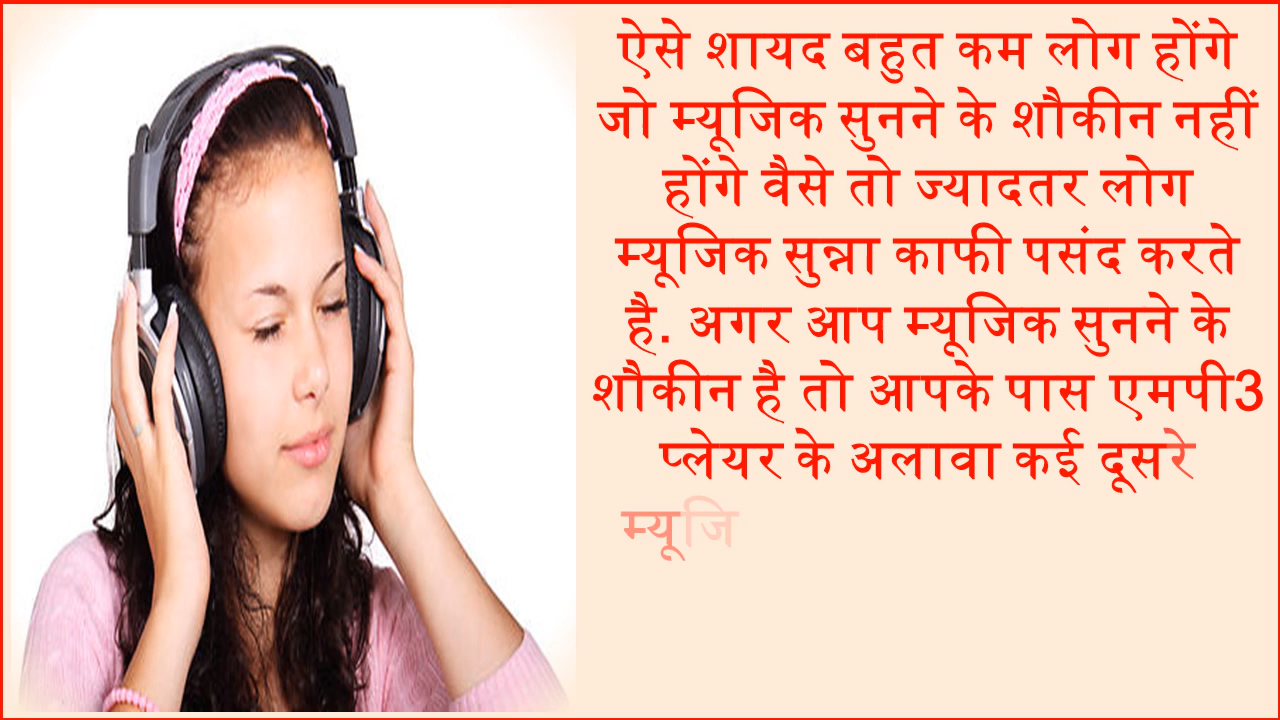 ऐसे शायद बहुत कम लोग होंगे
जो म्यूजिक सुनने के शौकीन नहीं
होंगे वैसे तो ज्यादतर लोग
म्यूजिक सुन्ना काफी पसंद करते
है. अगर आप म्यूजिक सुनने के
शौकीन है तो आपके पास एमपी3
प्लेयर के अलावा कई दूसरे
म्यूजि